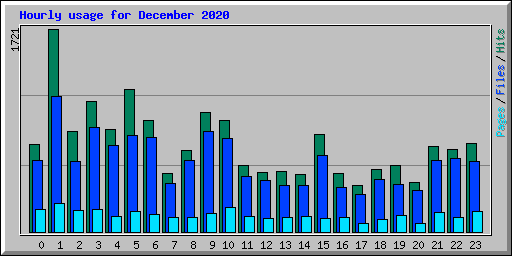 Hourly usage for December 2020
1721
Pages/Files/Hits
0 1 2 3 4 5 6 7 8 9 10 11 12 13 14 15 16 17 18 19 20 21 22 23